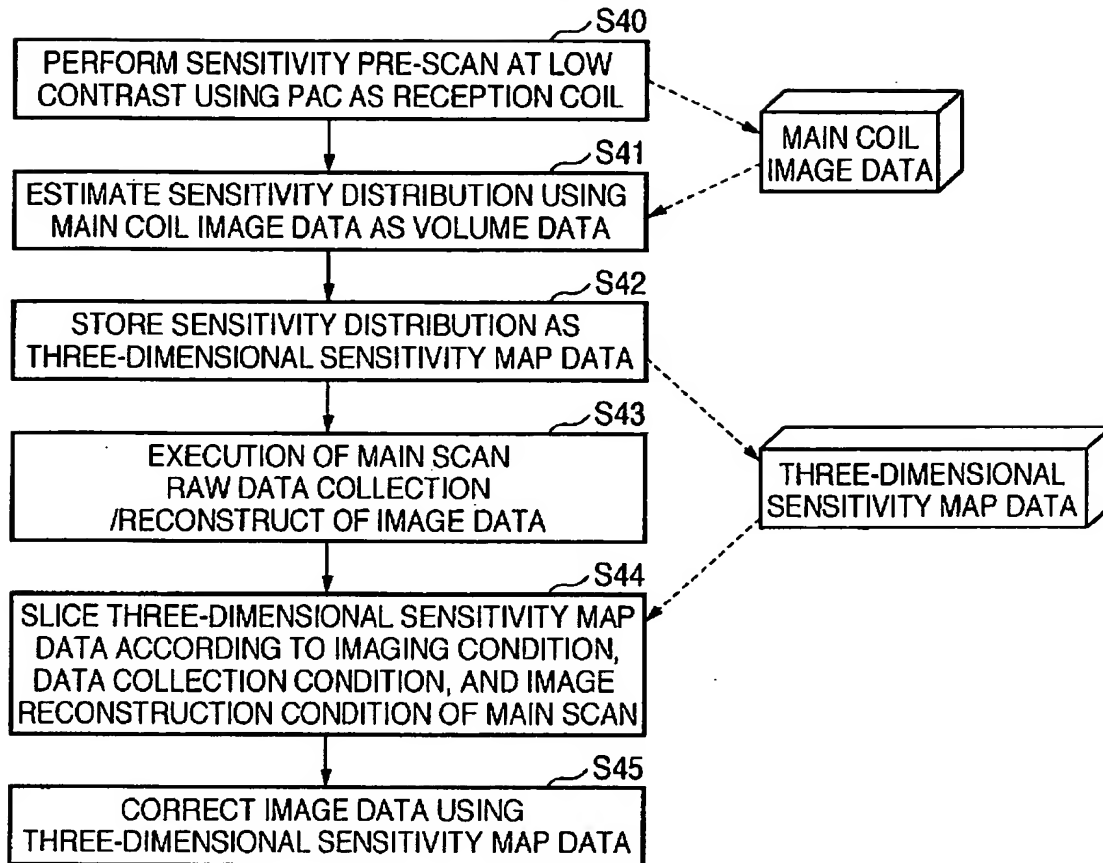 S40
PERFORM SENSITIVITY PRE-SCAN AT LOW
CONTRAST USING PAC AS RECEPTION COIL
MAIN COIL
IMAGE DATA
S41
ESTIMATE SENSITIVITY DISTRIBUTION USING
MAIN COIL IMAGE DATA AS VOLUME DATA
S42
STORE SENSITIVITY DISTRIBUTION AS
THREE-DIMENSIONAL SENSITIVITY MAP DATA
S43
EXECUTION OF MAIN SCAN
RAW DATA COLLECTION
/RECONSTRUCT OF IMAGE DATA
THREE-DIMENSIONAL
SENSITIVITY MAP DATA
S44
SLICE THREE-DIMENSIONAL SENSITIVITY MAP
DATA ACCORDING TO IMAGING CONDITION,
DATA COLLECTION CONDITION, AND IMAGE
RECONSTRUCTION CONDITION OF MAIN SCAN
S45
CORRECT IMAGE DATA USING
THREE-DIMENSIONAL SENSITIVITY MAP DATA